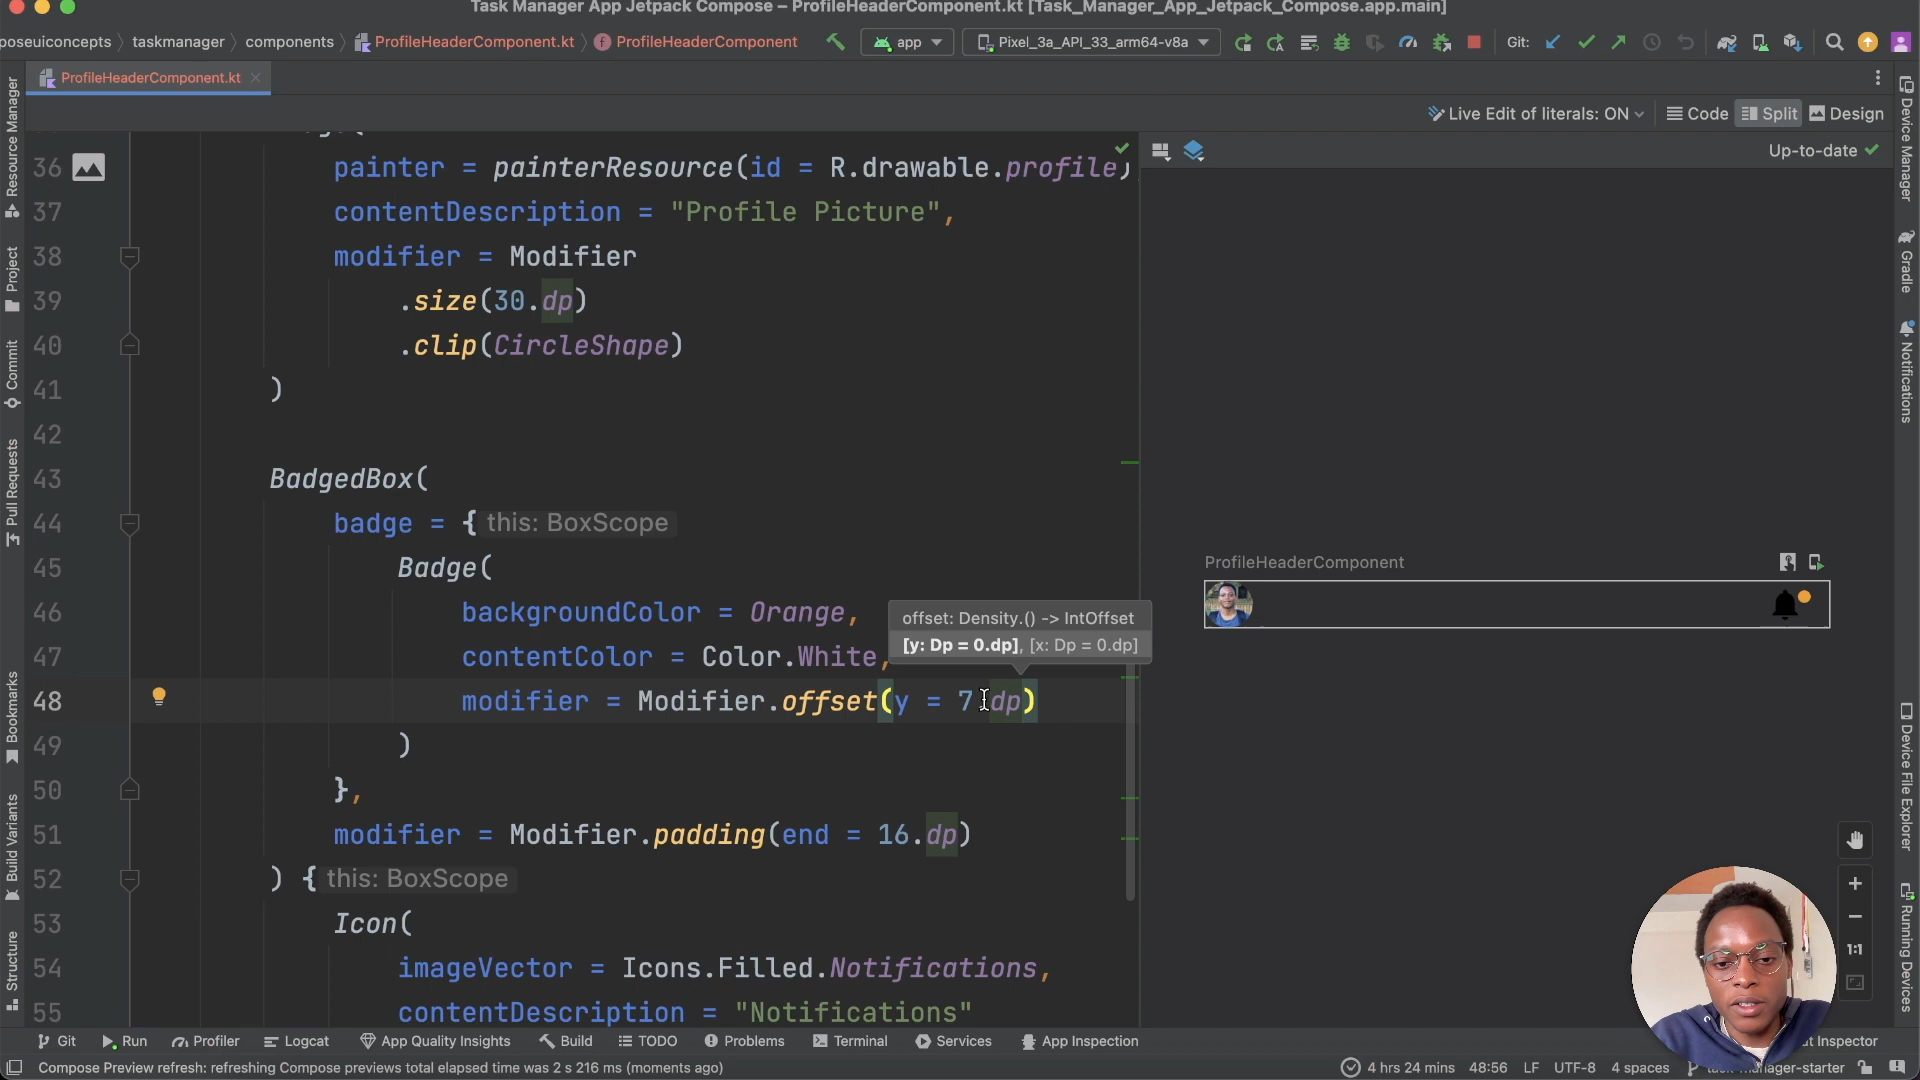 Task Manager App Jetpack Compose – ProfileHeaderComponent.kt [Task_Manager_App_Jetpack_Compose.app.main]
poseuiconcepts taskmanager components ProfileHeaderComponent.kt ProfileHeaderComponent app Pixel_3a_API_33_arm64-v8a Git:
ProfileHeaderComponent.kt
Live Edit of literals: ON Code Split Design
Up-to-date
36 painter = painterResource(id = R.drawable.profile)
37 contentDescription = "Profile Picture",
38 modifier = Modifier
39 .size(30.dp)
40 .clip(CircleShape)
41 )
42
43 BadgedBox(
44 badge = { this: BoxScope
45 Badge(
46 backgroundColor = Orange,
47 contentColor = Color.White,
48 modifier = Modifier.offset(y = 7.dp)
49 )
50 },
51 modifier = Modifier.padding(end = 16.dp)
52 ) { this: BoxScope
53 Icon(
54 imageVector = Icons.Filled.Notifications,
55 contentDescription = "Notifications"
offset: Density.() -> IntOffset
[y: Dp = 0.dp], [x: Dp = 0.dp]
ProfileHeaderComponent
1:1
Resource Manager
Project
Commit
Pull Requests
Bookmarks
Build Variants
Structure
Device Manager
Gradle
Notifications
Device File Explorer
Running Devices
Git Run Profiler Logcat App Quality Insights Build TODO Problems Terminal Services App Inspection Inspector
Compose Preview refresh: refreshing Compose previews total elapsed time was 2 s 216 ms (moments ago) 4 hrs 24 mins 48:56 LF UTF-8 4 spaces